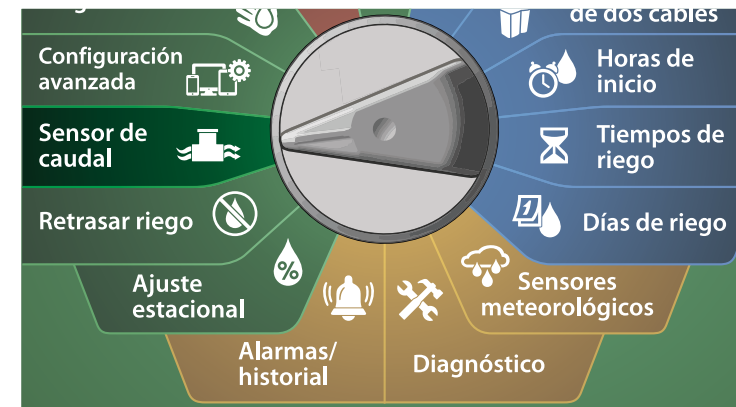 de dos cables
Configuración
avanzada
Horas de
inicio
Sensor de
caudal
Tiempos de
riego
Retrasar riego
1
Días de riego
Ajuste
estacional
%
Sensores
meteorológicos
Alarmas/
historial
Diagnóstico